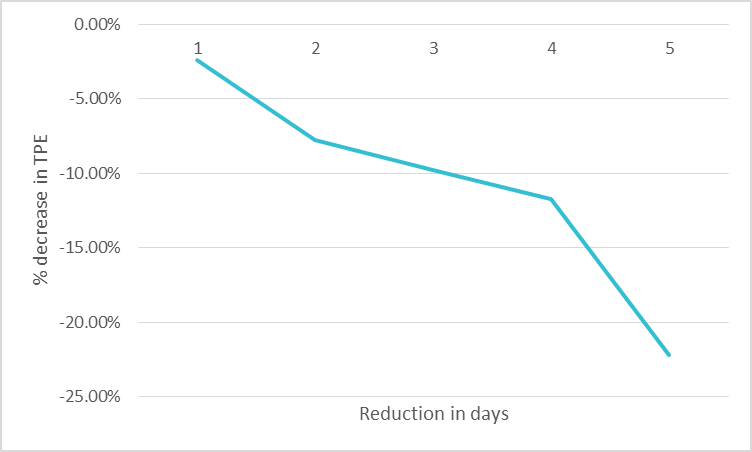 0.00%
1 2 3 4 5
-5.00%
-10.00%
-15.00%
-20.00%
-25.00%
% decrease in TPE
Reduction in days